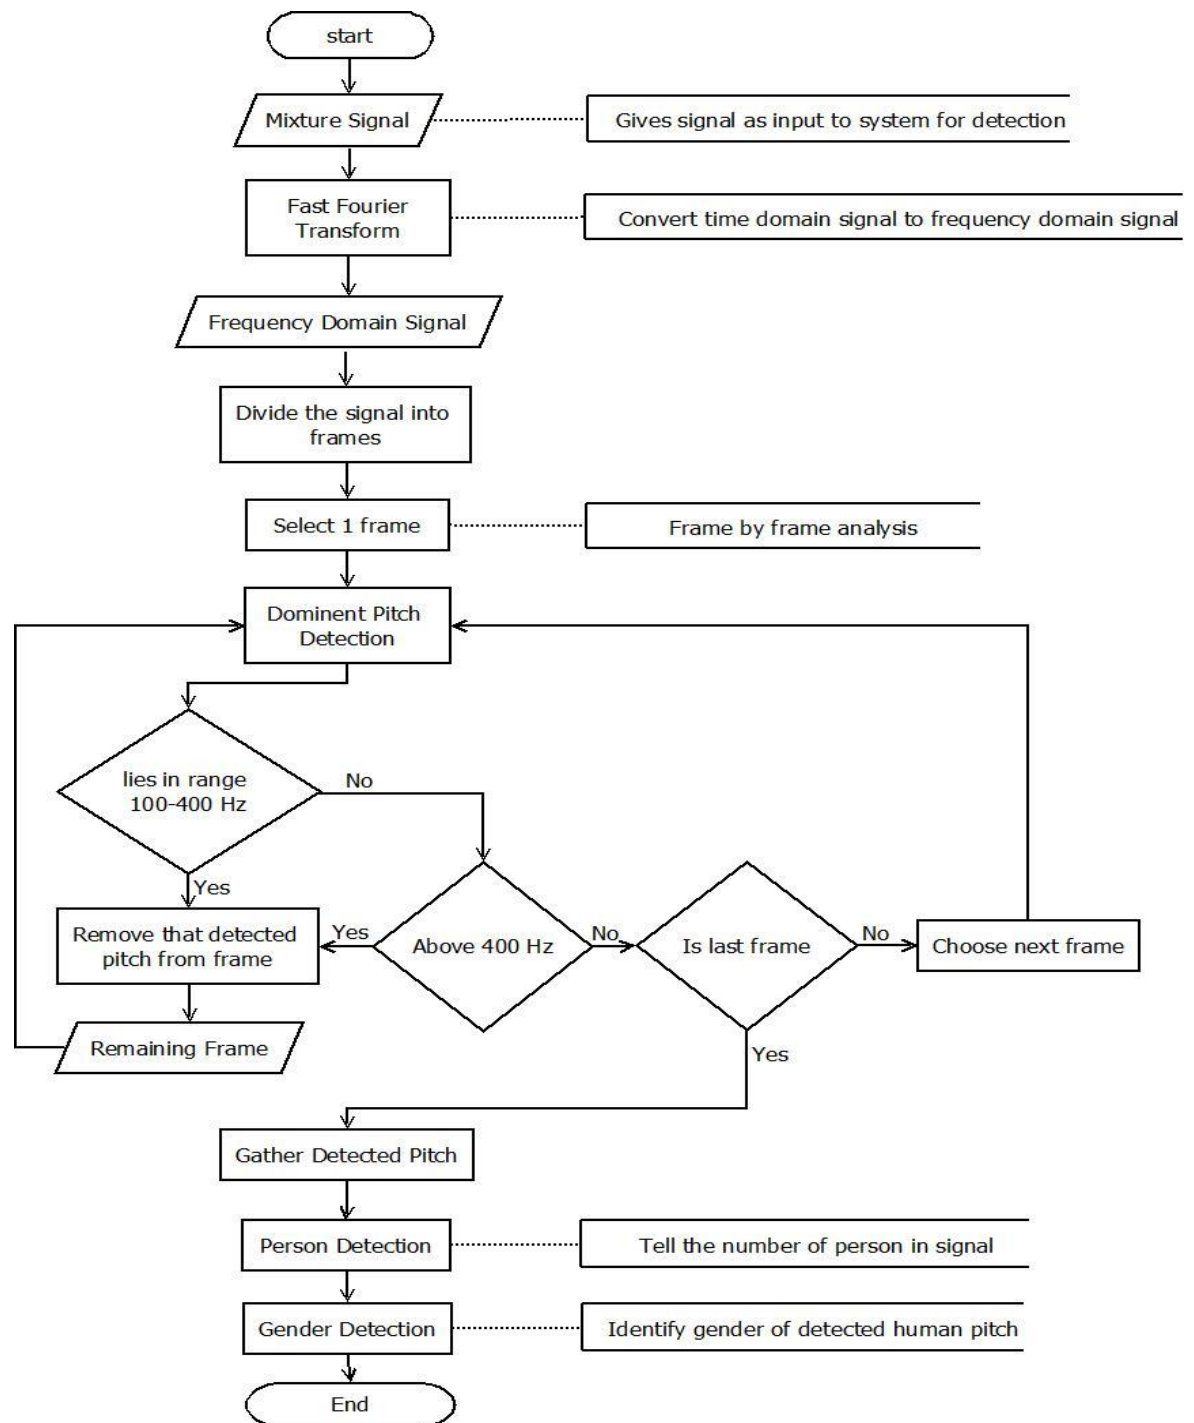 start
Mixture Signal
Gives signal as input to system for detection
Fast Fourier
Transform
Convert time domain signal to frequency domain signal
Frequency Domain Signal
Divide the signal into
frames
Select 1 frame
Frame by frame analysis
Dominent Pitch
Detection
lies in range
100-400 Hz
No
Yes
Remove that detected
pitch from frame
Yes
Above 400 Hz
No
Is last frame
No
Choose next frame
Remaining Frame
Yes
Gather Detected Pitch
Person Detection
Tell the number of person in signal
Gender Detection
Identify gender of detected human pitch
End